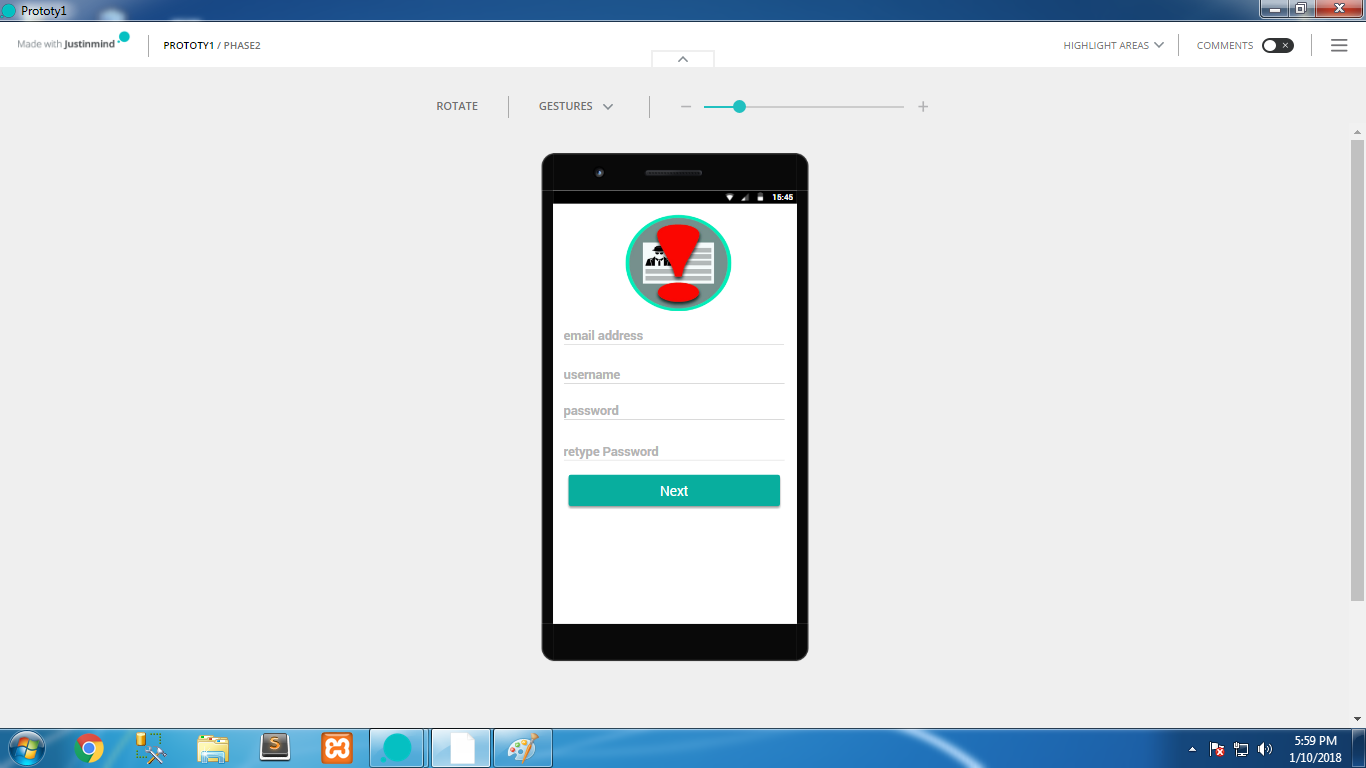 Prototy1
Made with Justinmind
PROTOTY1 / PHASE2
HIGHLIGHT AREAS
COMMENTS
ROTATE
GESTURES
15:45
email address
username
password
retype Password
Next
S
5:59 PM
1/10/2018